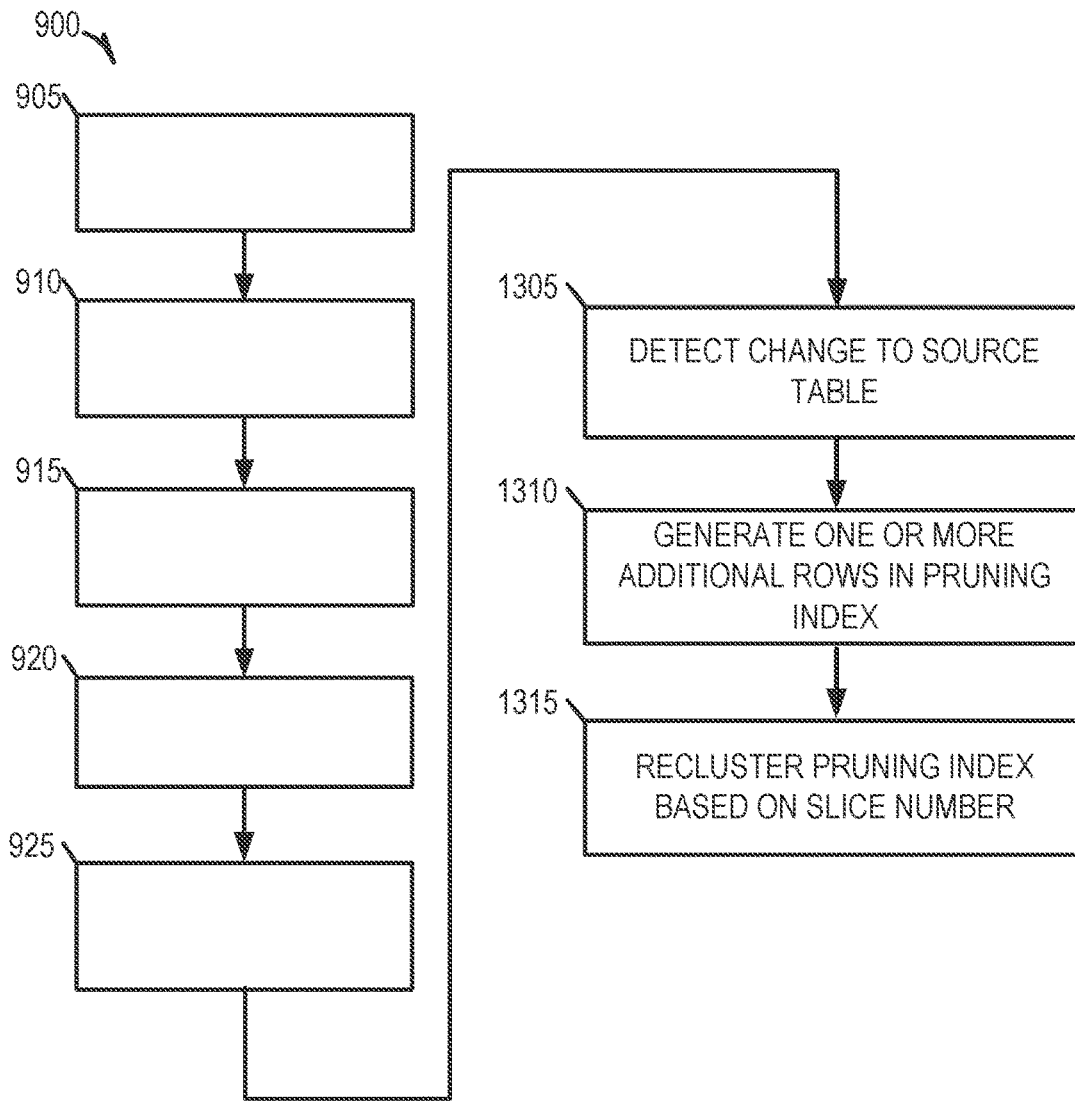 900
905
910
915
920
925
1305
DETECT CHANGE TO SOURCE
TABLE
1310
GENERATE ONE OR MORE
ADDITIONAL ROWS IN PRUNING
INDEX
1315
RECLUSTER PRUNING INDEX
BASED ON SLICE NUMBER